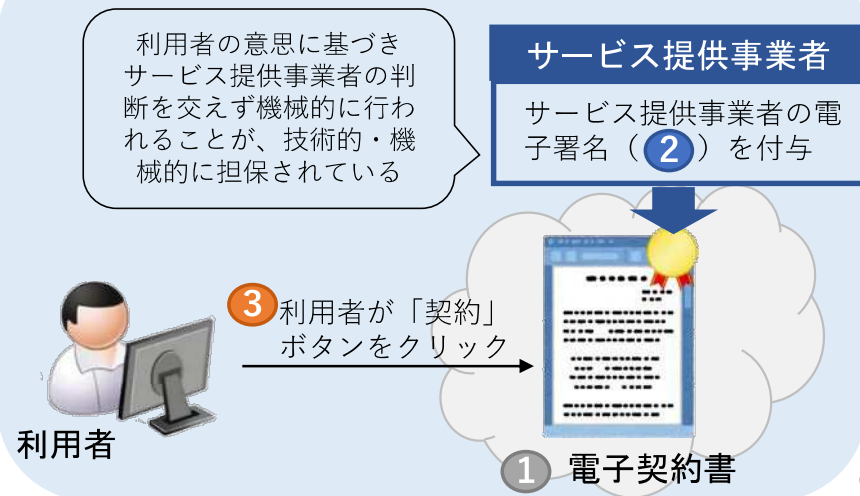 利用者の意思に基づき
サービス提供事業者の判
断を交えず機械的に行わ
れることが、技術的・機
械的に担保されている
サービス提供事業者
サービス提供事業者の電
子署名（2）を付与
3 利用者が「契約」
ボタンをクリック
利用者
1 電子契約書